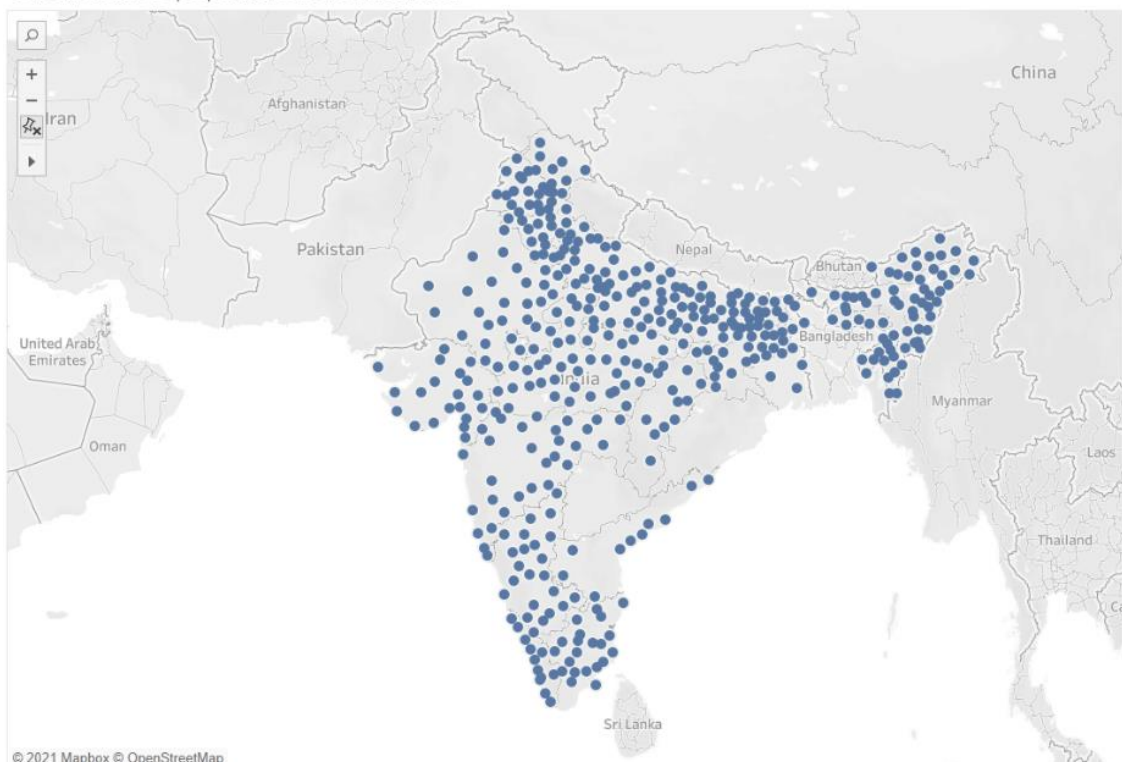 China
Afghanistan
Iran
Pakistan
Nepal
Bhutan
United Arab
Emirates
Bangladesh
India
Myanmar
Oman
Laos
Thailand
Sri Lanka
© 2021 Mapbox © OpenStreetMap